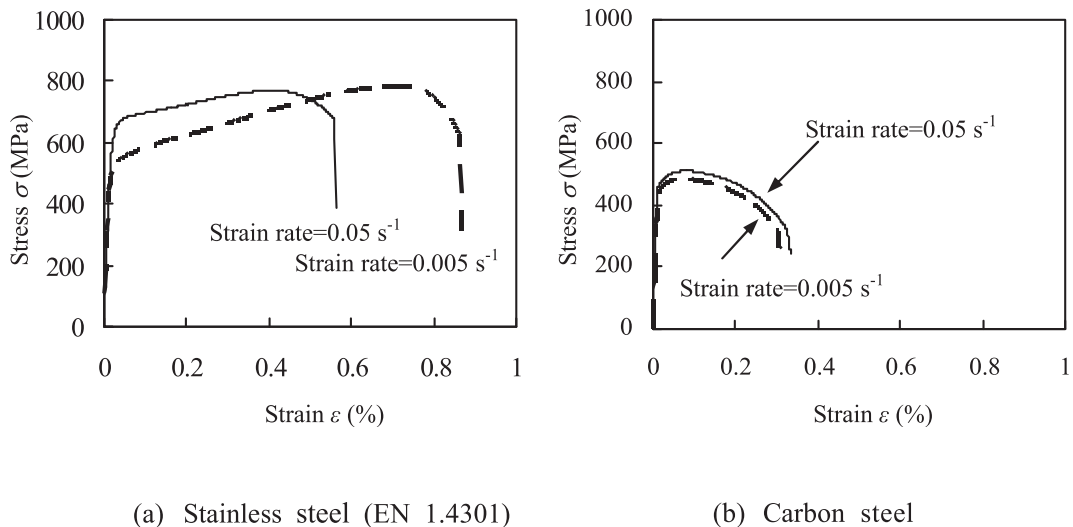 1000
800
600
400
200
0
Stress σ (MPa)
0 0.2 0.4 0.6 0.8 1
Strain ε (%)
Strain rate=0.05 s⁻¹
Strain rate=0.005 s⁻¹
(a) Stainless steel (EN 1.4301)
1000
800
600
400
200
0
Stress σ (MPa)
0 0.2 0.4 0.6 0.8 1
Strain ε (%)
Strain rate=0.05 s⁻¹
Strain rate=0.005 s⁻¹
(b) Carbon steel